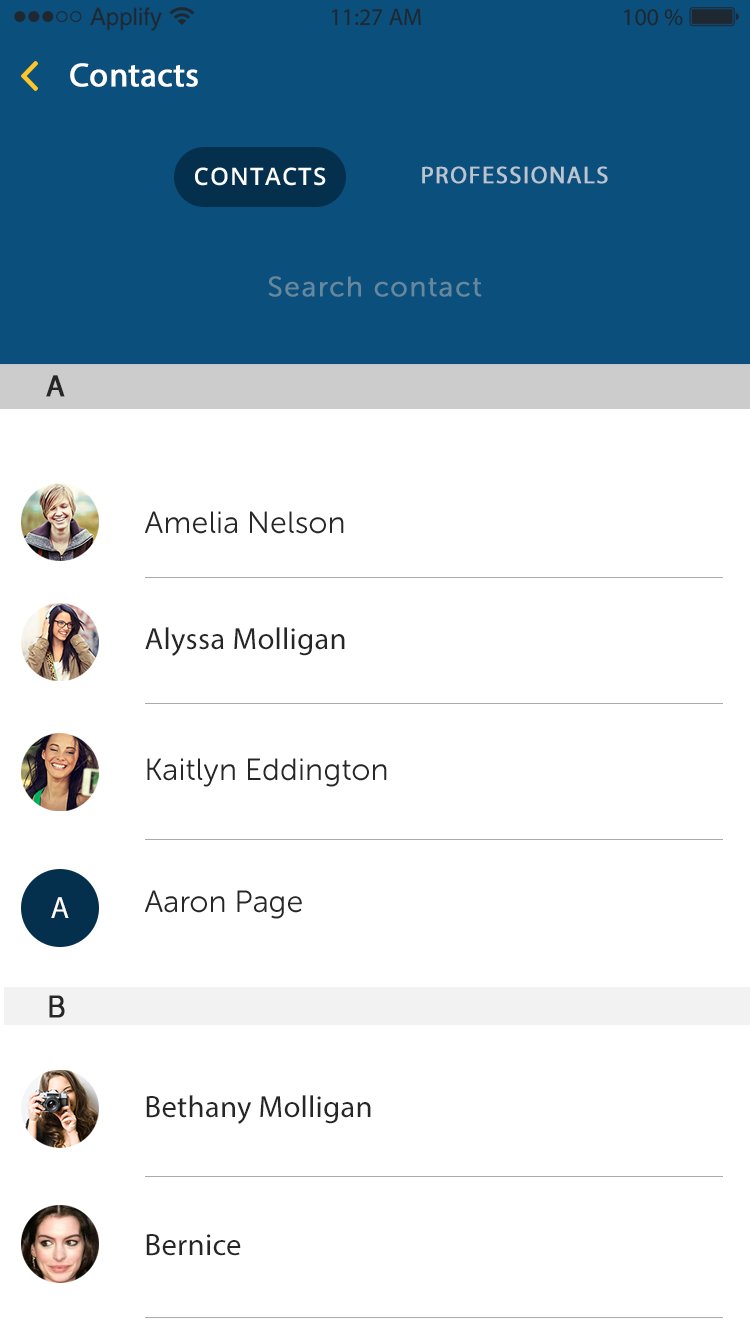 Applify 11:27 AM 100 %
Contacts
CONTACTS PROFESSIONALS
Search contact
A
Amelia Nelson
Alyssa Molligan
Kaitlyn Eddington
A Aaron Page
B
Bethany Molligan
Bernice